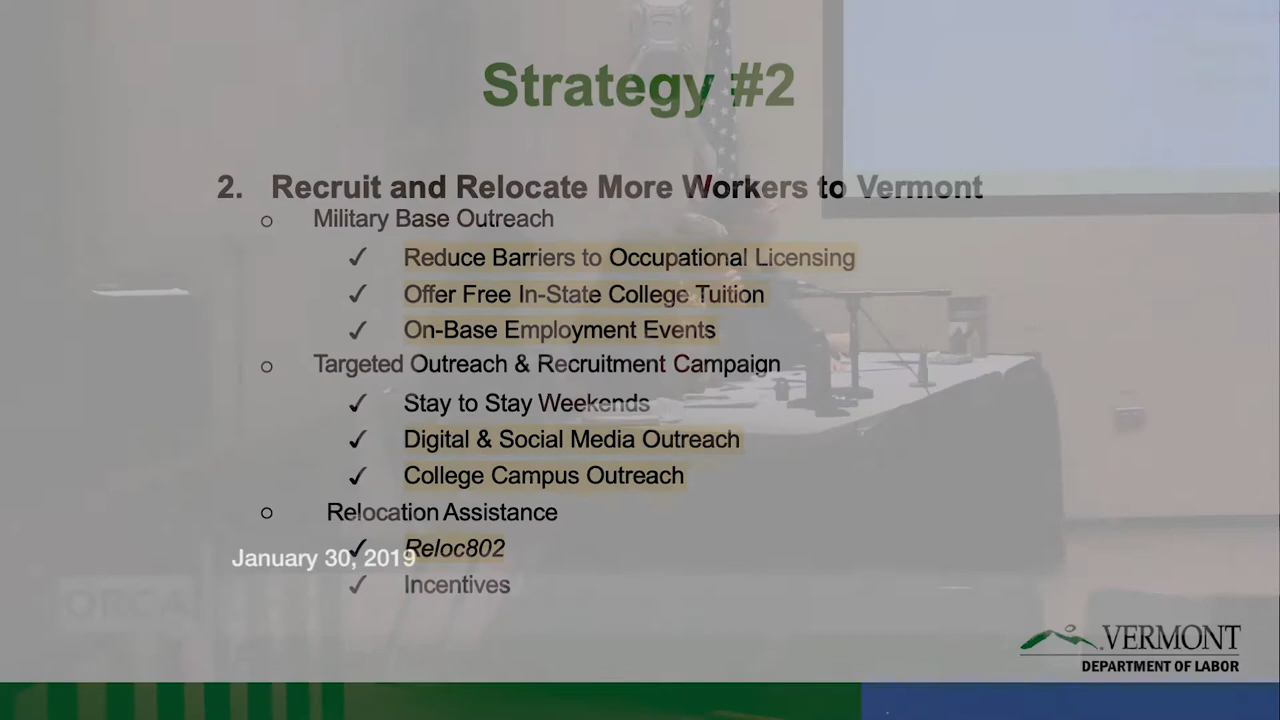 Strategy #2
2. Recruit and Relocate More Workers to Vermont
○ Military Base Outreach
✓ Reduce Barriers to Occupational Licensing
✓ Offer Free In-State College Tuition
✓ On-Base Employment Events
○ Targeted Outreach & Recruitment Campaign
✓ Stay to Stay Weekends
✓ Digital & Social Media Outreach
✓ College Campus Outreach
○ Relocation Assistance
✓ Reloc802
January 30, 2019
✓ Incentives
ORCA
VERMONT
DEPARTMENT OF LABOR